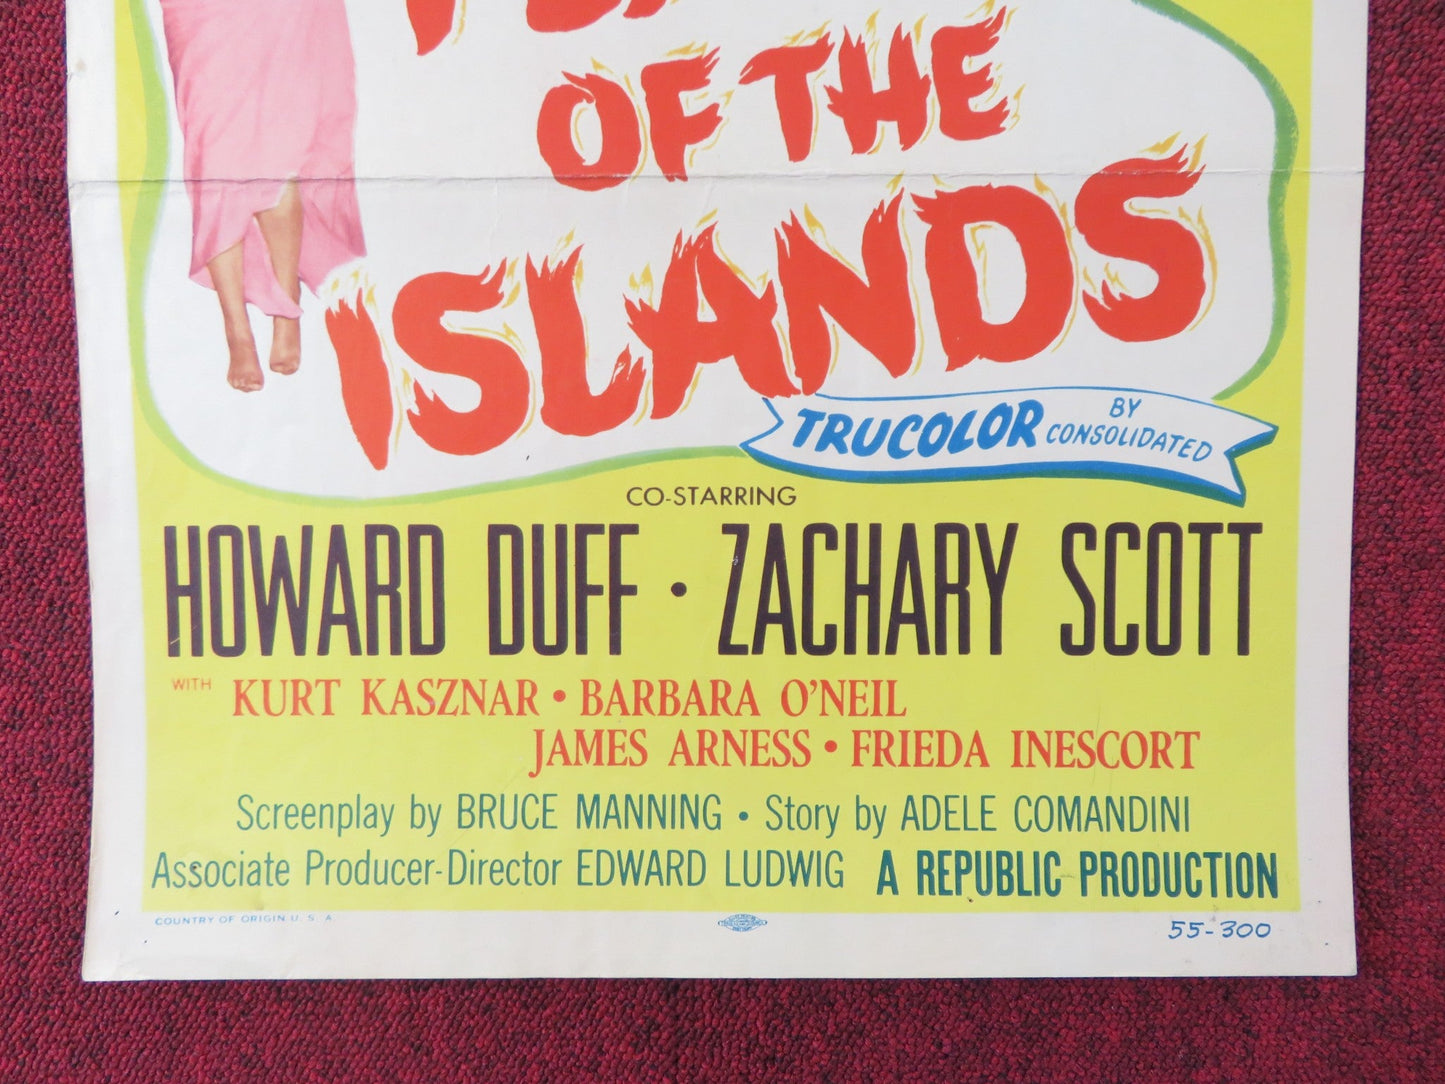 OF THE
ISLANDS
TRUCOLOR BY CONSOLIDATED
CO-STARRING
HOWARD DUFF • ZACHARY SCOTT
WITH KURT KASZNAR • BARBARA O'NEIL
JAMES ARNESS • FRIEDA INESCORT
Screenplay by BRUCE MANNING • Story by ADELE COMANDINI
Associate Producer-Director EDWARD LUDWIG A REPUBLIC PRODUCTION
COUNTRY OF ORIGIN U. S. A.
55-300